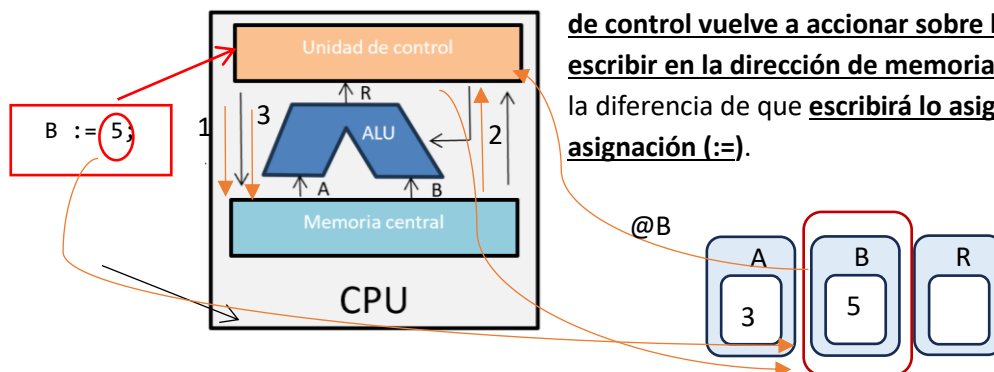 de control vuelve a accionar sobre
escribir en la dirección de memoria
la diferencia de que escribirá lo
asignación (:=).
Unidad de control
R
B := 5;
1
3
ALU
2
A
B
Memoria central
@B
CPU
A
B
R
3
5